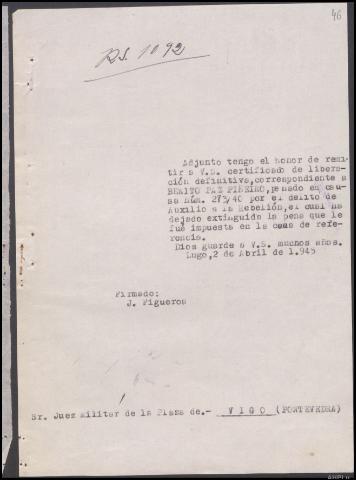 46
RS. 1092
Adjunto tengo el honor de remi-
tir a V.S. certificado de libera-
ción definitiva, correspondiente a
BENITO PAZ PIÑEIRO, penado en cau-
sa núm. 275/40 por el delito de
Auxilio a la Rebelión, el cual ha
dejado extinguida la pena que le
fué impuesta en la causa de refe-
rencia.
Dios guarde a V.S. muchos años.
Lugo, 2 de Abril de 1.945
Firmado:
J. Figueroa
Sr. Juez Militar de la Plaza de.- VIGO (PONTEVEDRA)